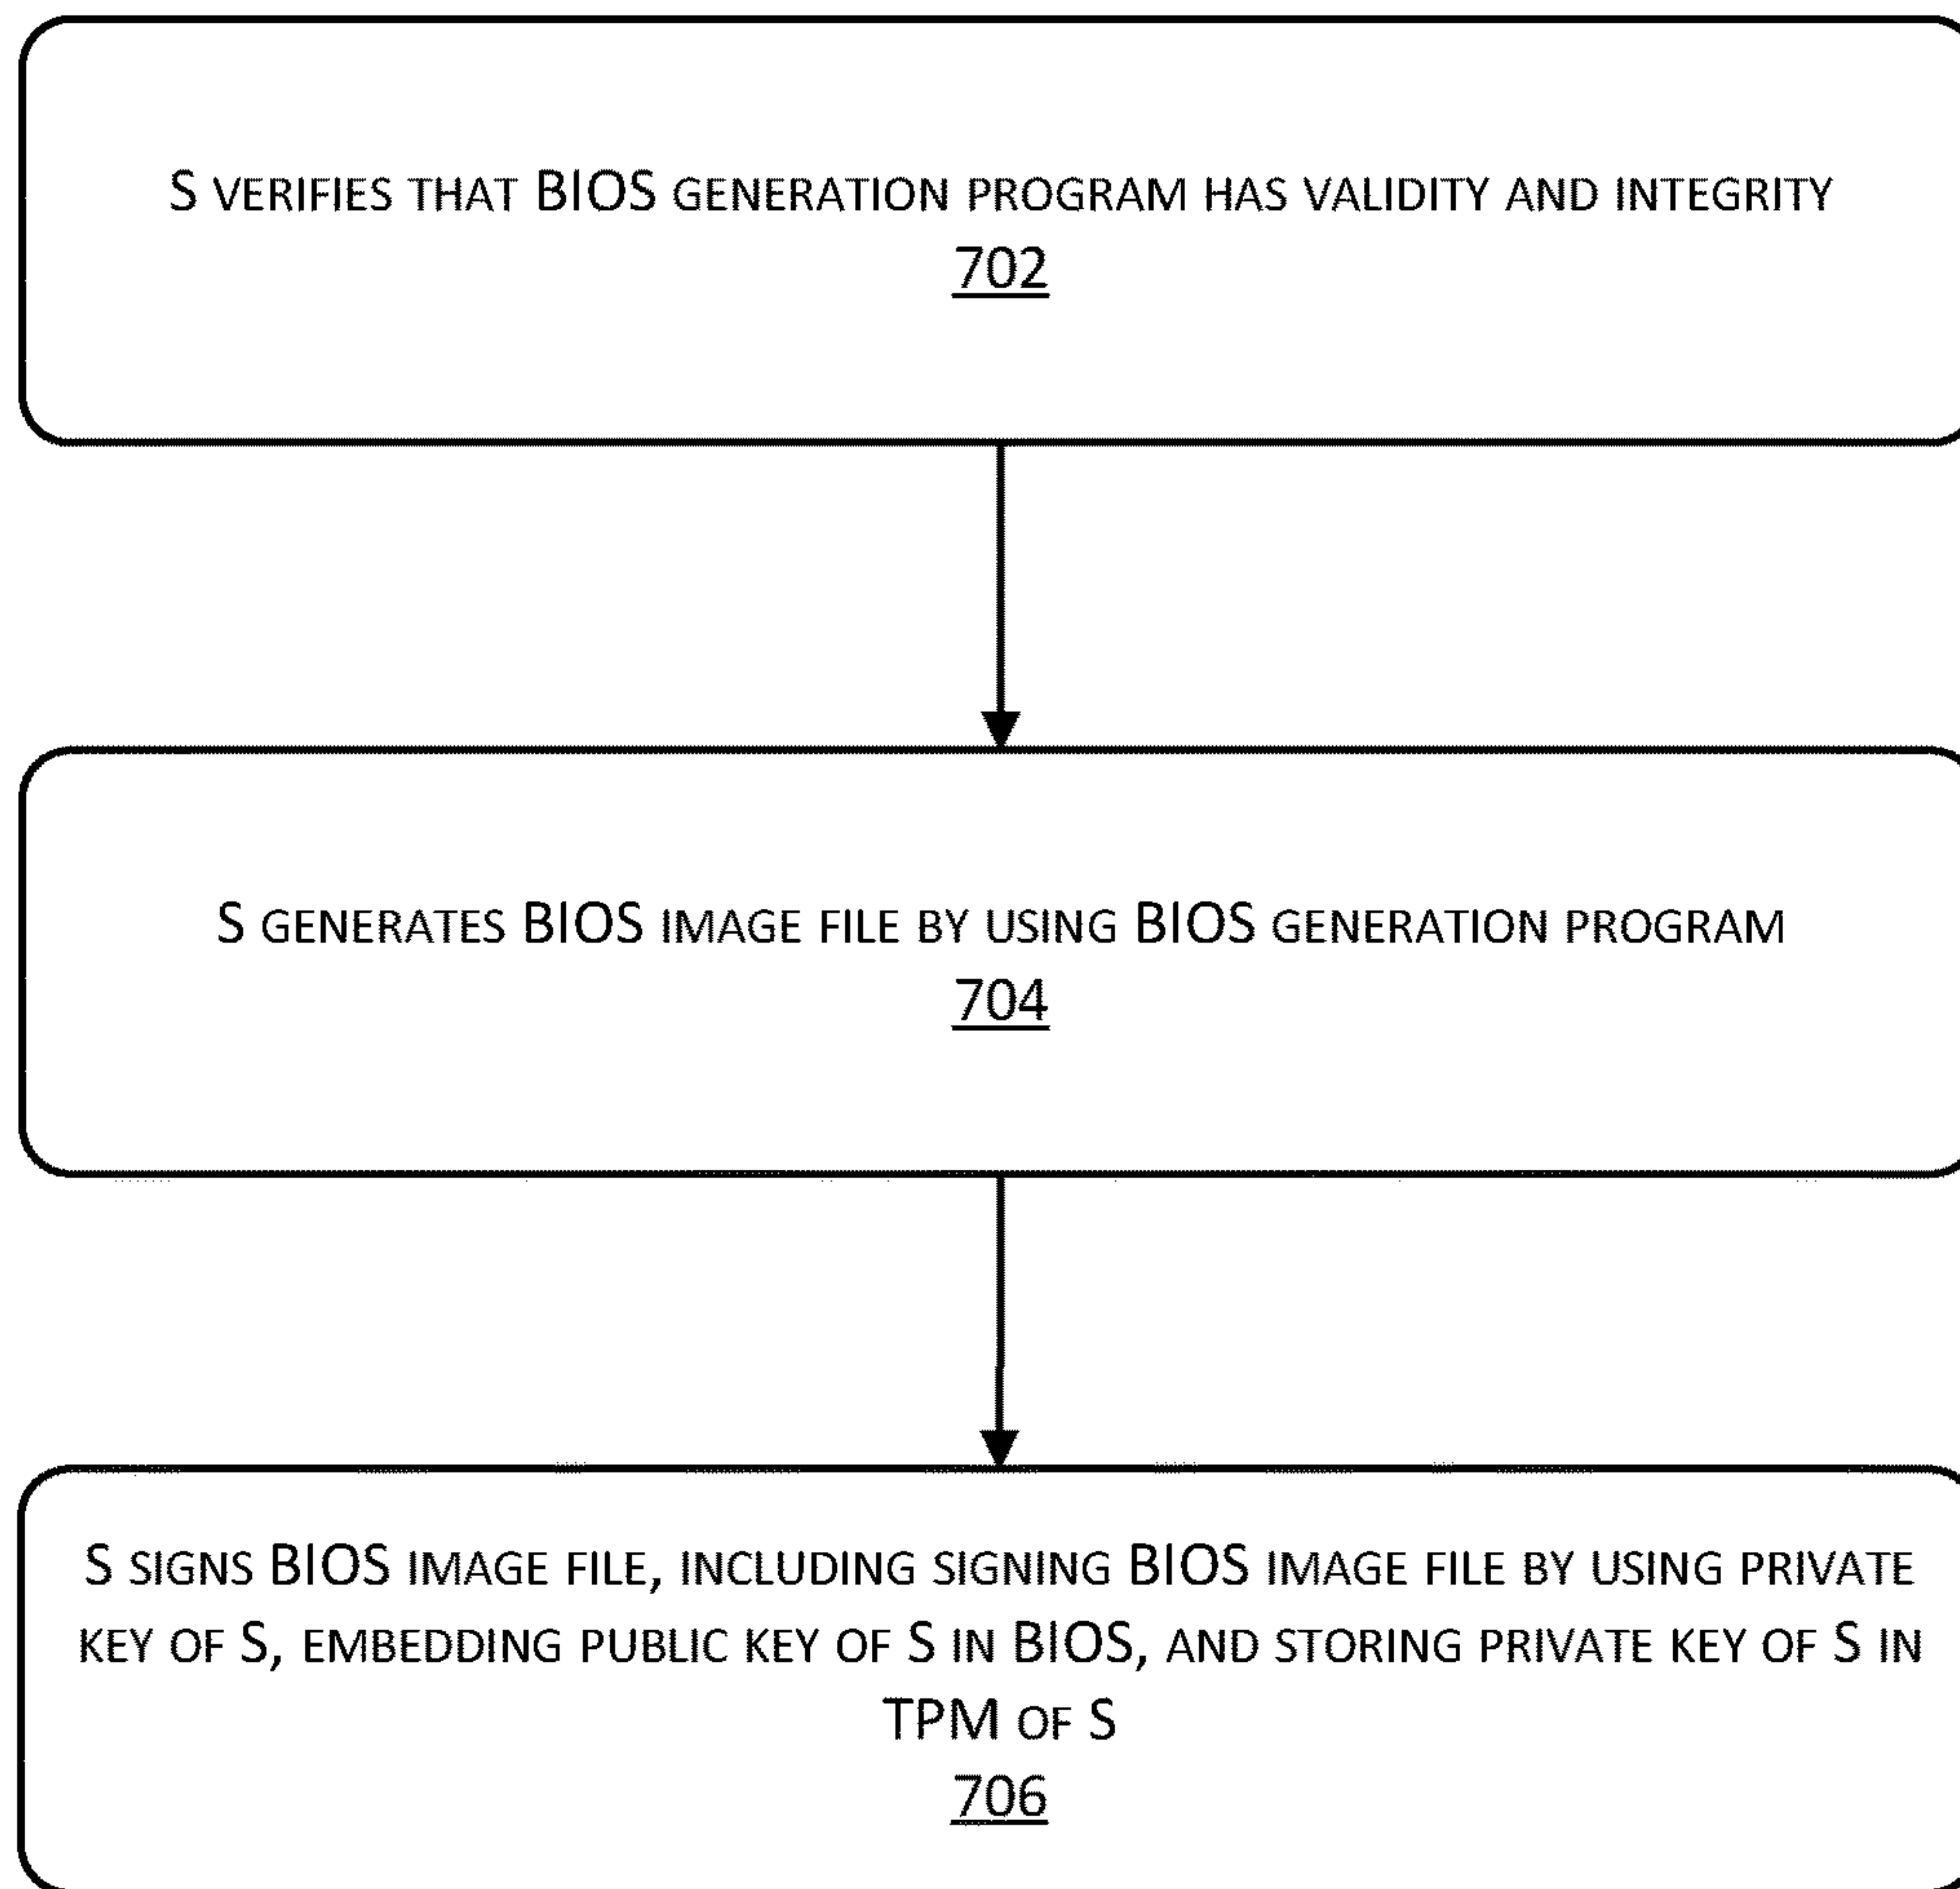 S VERIFIES THAT BIOS GENERATION PROGRAM HAS VALIDITY AND INTEGRITY
702
S GENERATES BIOS IMAGE FILE BY USING BIOS GENERATION PROGRAM
704
S SIGNS BIOS IMAGE FILE, INCLUDING SIGNING BIOS IMAGE FILE BY USING PRIVATE
KEY OF S, EMBEDDING PUBLIC KEY OF S IN BIOS, AND STORING PRIVATE KEY OF S IN
TPM OF S
706